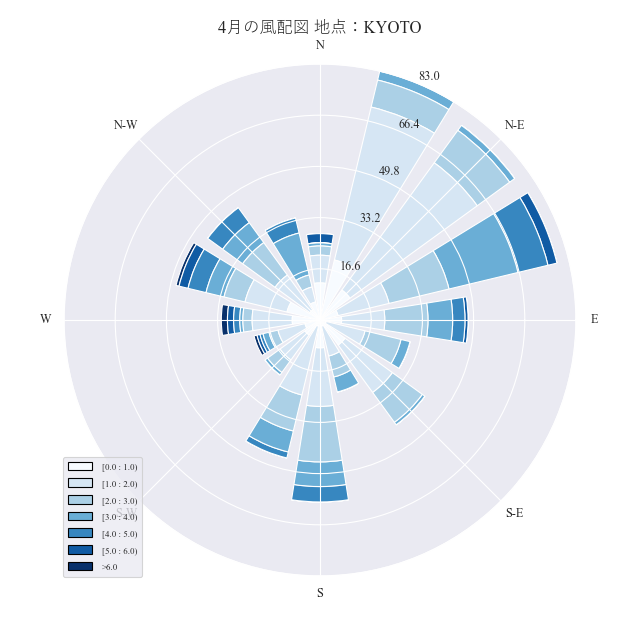 4月の風配図 地点：KYOTO
N
83.0
N-W
66.4
N-E
49.8
33.2
16.6
W
E
[0.0 : 1.0)
[1.0 : 2.0)
[2.0 : 3.0)
S-W
[3.0 : 4.0)
S-E
[4.0 : 5.0)
[5.0 : 6.0)
>6.0
S